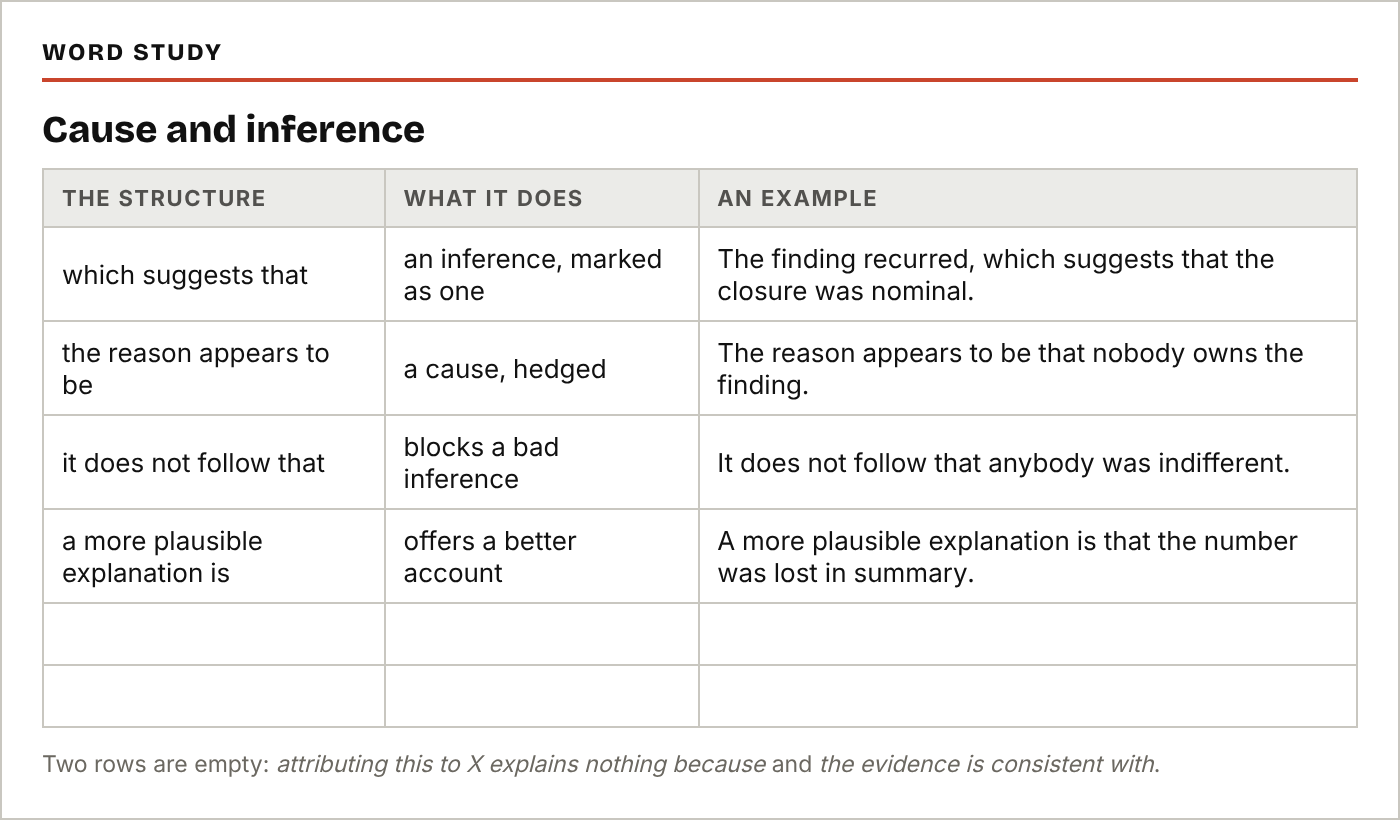 WORD STUDY
Cause and inference
THE STRUCTURE
WHAT IT DOES
AN EXAMPLE
which suggests that
an inference, marked
as one
The finding recurred, which suggests that the
closure was nominal.
the reason appears to
be
a cause, hedged
The reason appears to be that nobody owns the
finding.
it does not follow that
blocks a bad
inference
It does not follow that anybody was indifferent.
a more plausible
explanation is
offers a better
account
A more plausible explanation is that the number
was lost in summary.
Two rows are empty: attributing this to X explains nothing because and the evidence is consistent with.